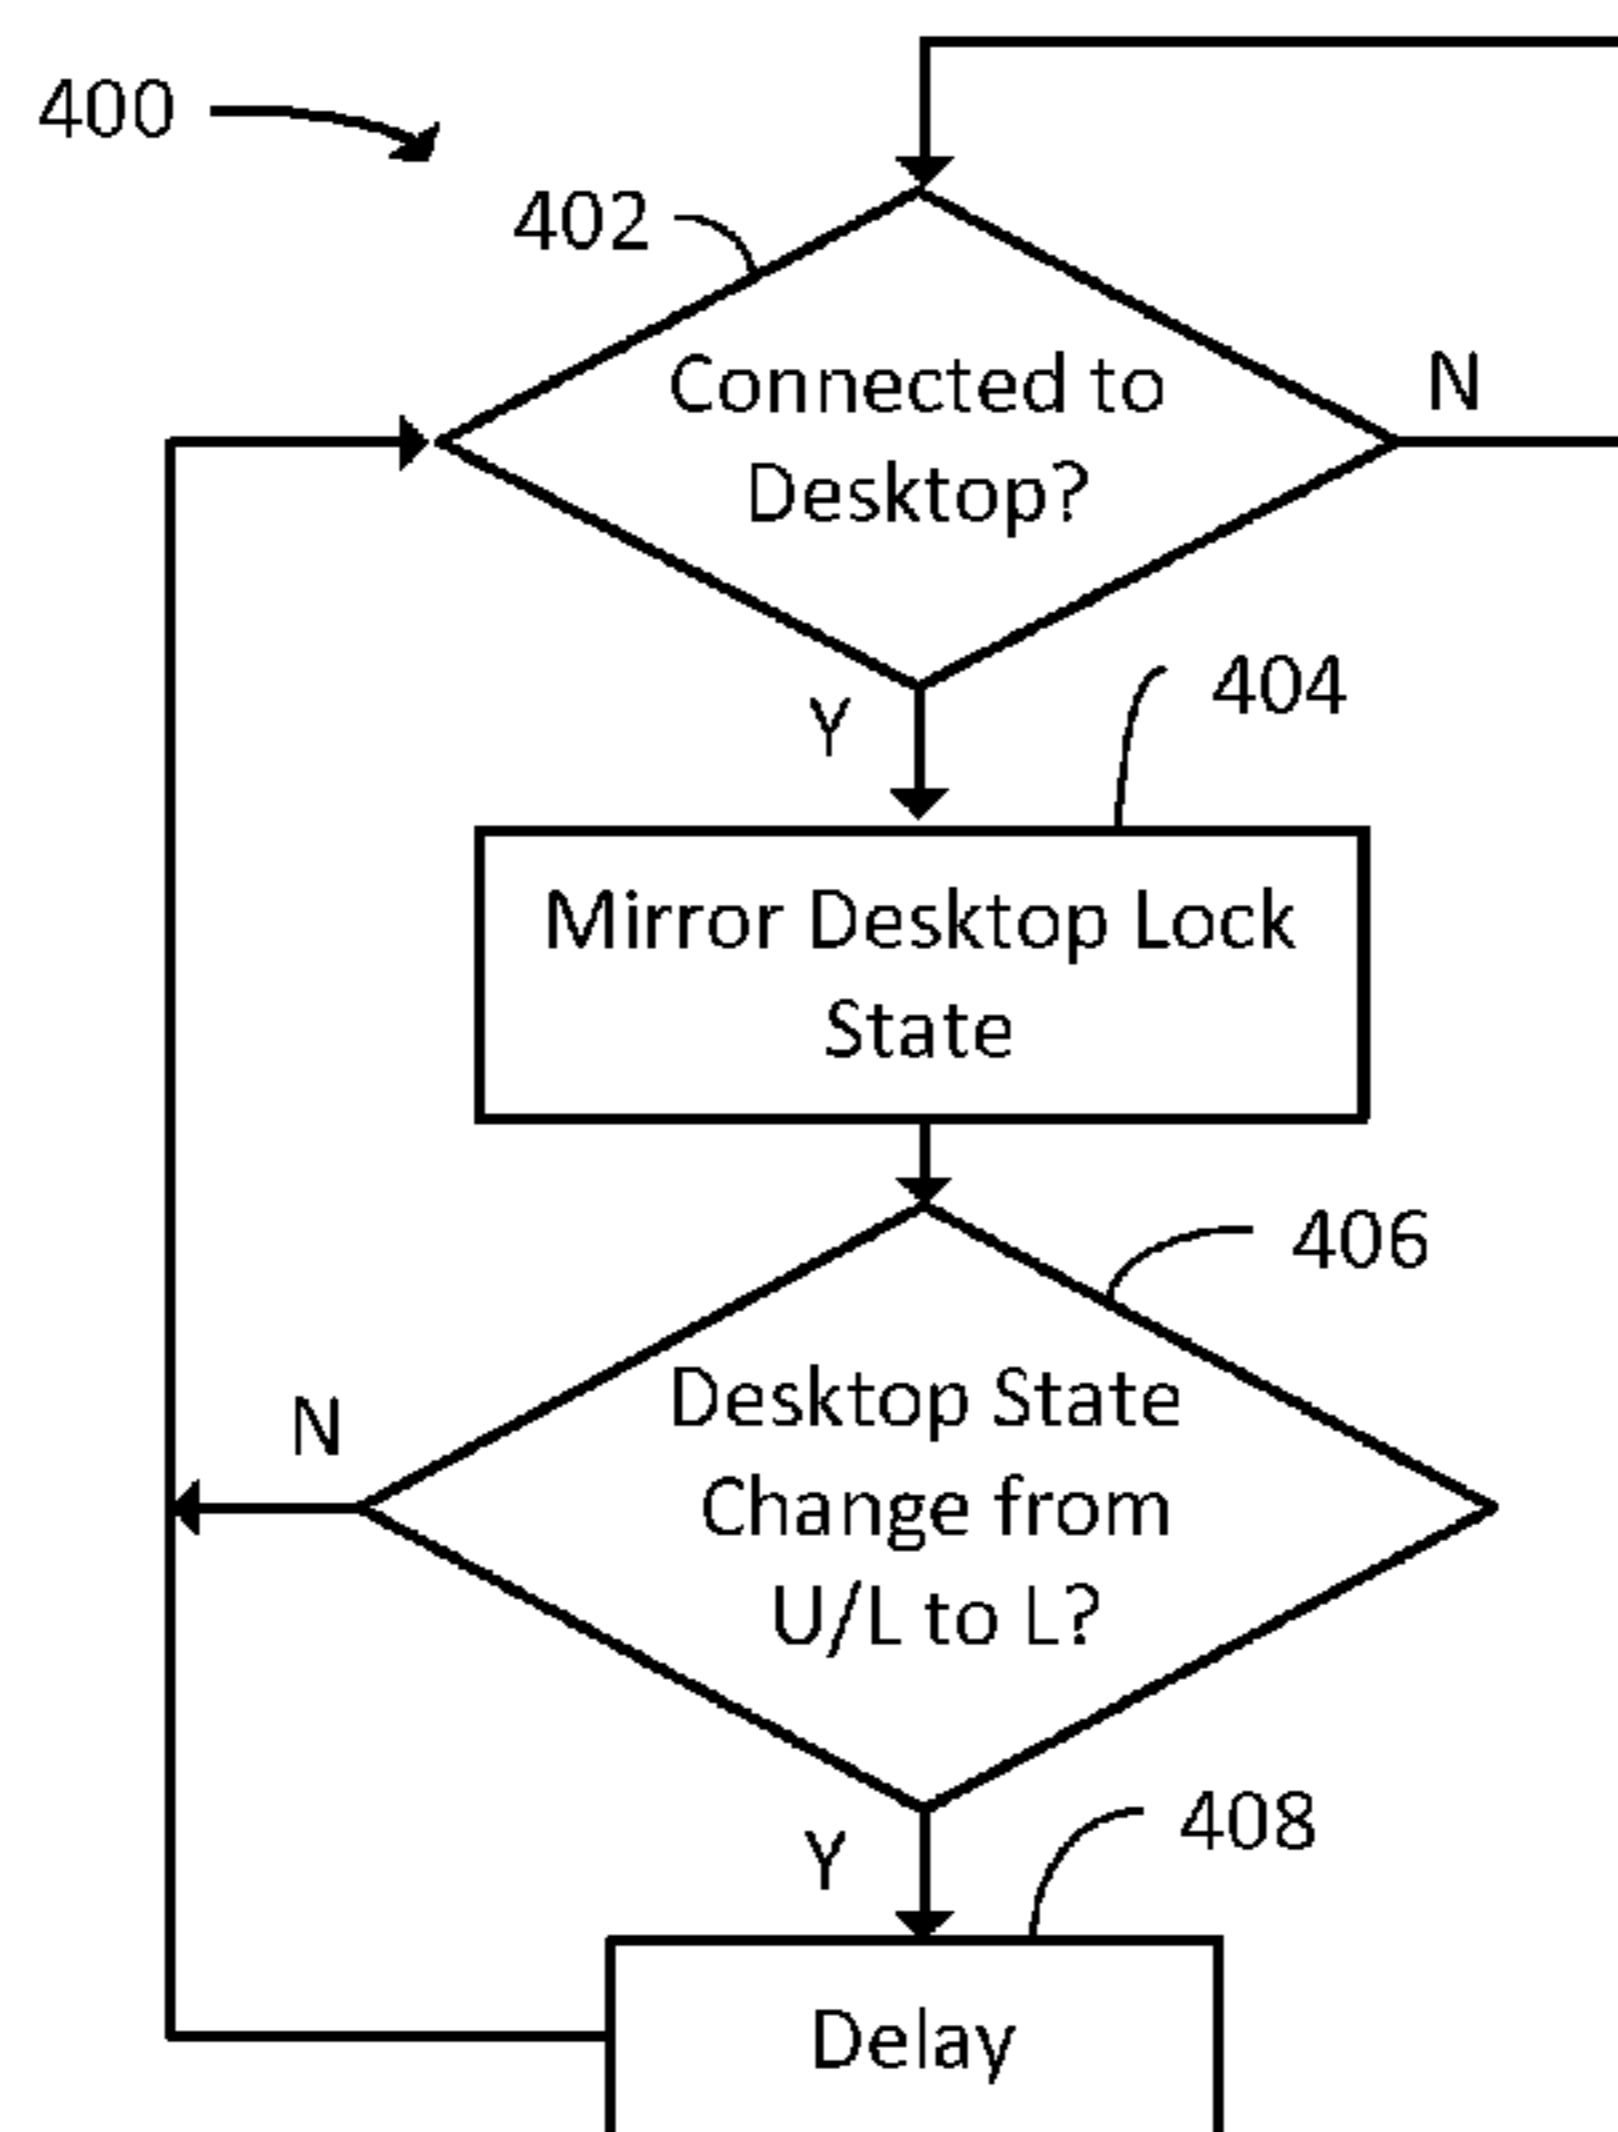 400
402
Connected to
Desktop?
N
Y
404
Mirror Desktop Lock
State
406
Desktop State
Change from
U/L to L?
N
Y
408
Delay